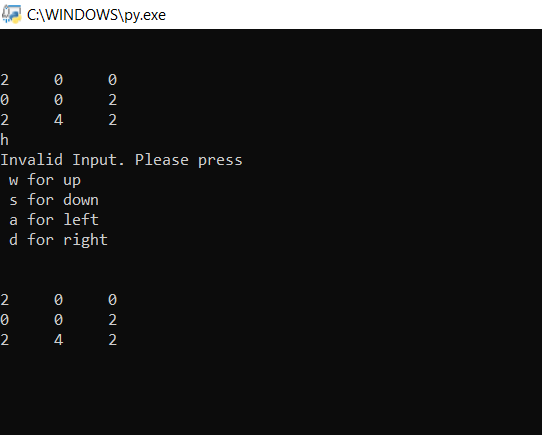 C:\WINDOWS\py.exe
2     0     0
0     0     2
2     4     2
h
Invalid Input. Please press
 w for up
 s for down
 a for left
 d for right
2     0     0
0     0     2
2     4     2